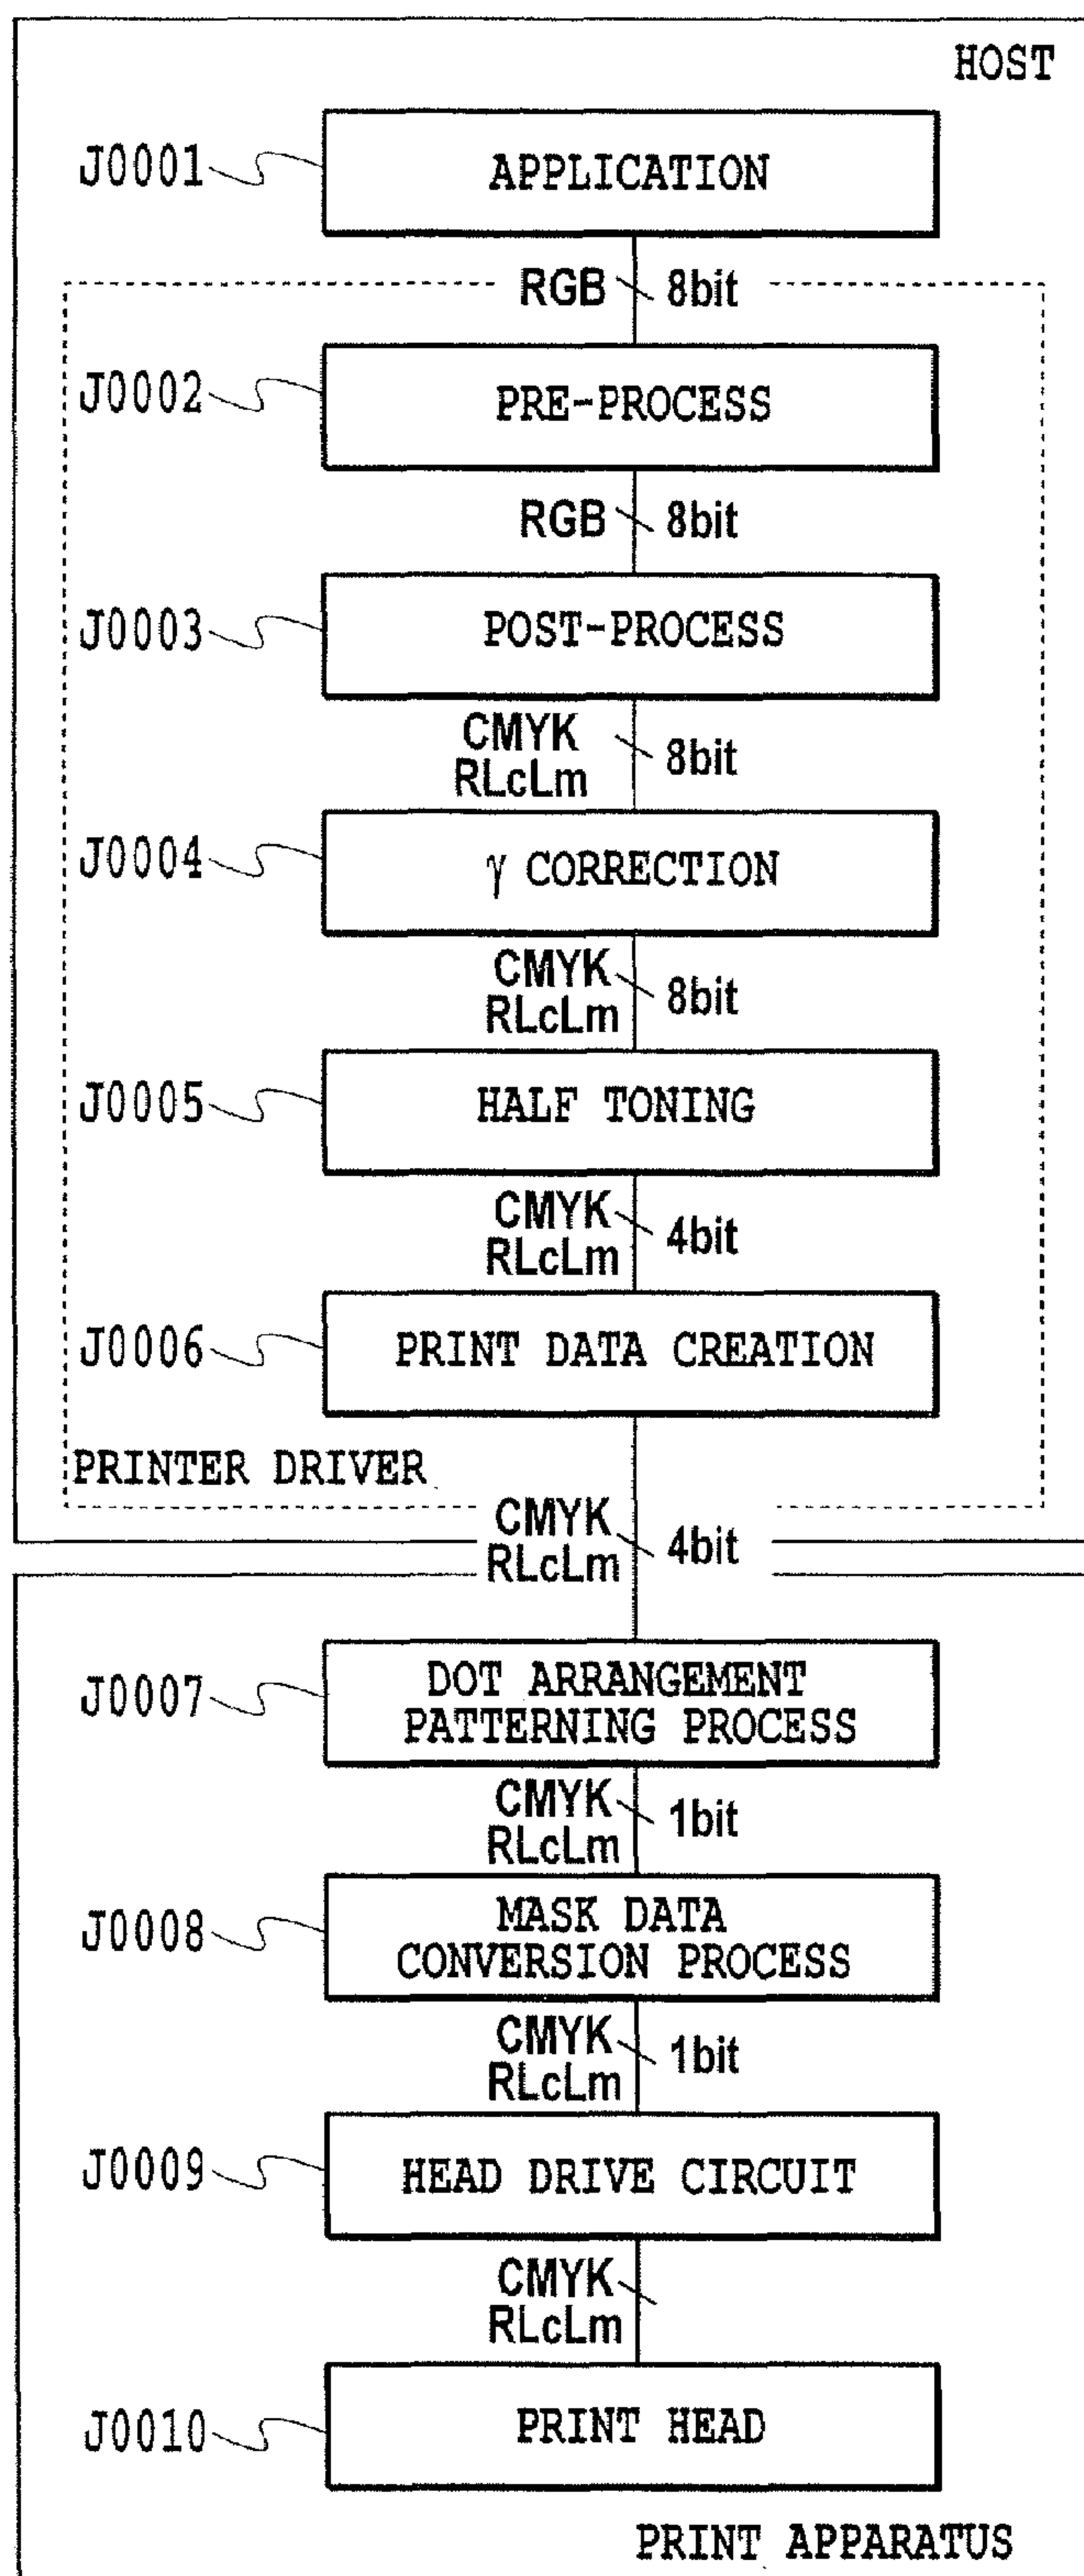 HOST
J0001
APPLICATION
RGB 8bit
J0002
PRE-PROCESS
RGB 8bit
J0003
POST-PROCESS
CMYK
RLcLm
8bit
J0004
γ CORRECTION
CMYK
RLcLm
8bit
J0005
HALF TONING
CMYK
RLcLm
4bit
J0006
PRINT DATA CREATION
PRINTER DRIVER
CMYK
RLcLm
4bit
J0007
DOT ARRANGEMENT
PATTERNING PROCESS
CMYK
RLcLm
1bit
J0008
MASK DATA
CONVERSION PROCESS
CMYK
RLcLm
1bit
J0009
HEAD DRIVE CIRCUIT
CMYK
RLcLm
J0010
PRINT HEAD
PRINT APPARATUS